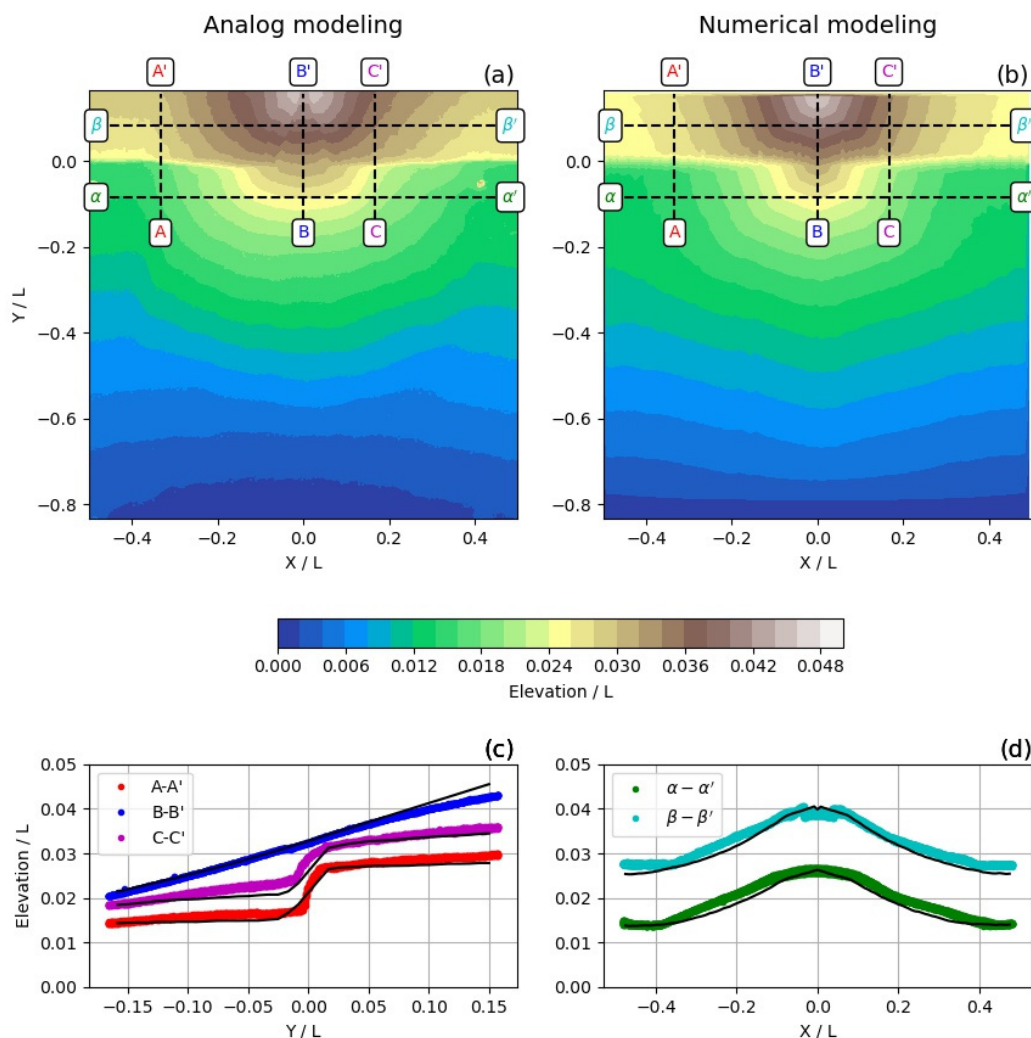 Analog modeling
Numerical modeling
A' B' C' (a)
A' B' C' (b)
β β'
β β'
0.0
0.0
α α'
α α'
A B C
A B C
−0.2
−0.2
−0.4
−0.4
−0.6
−0.6
−0.8
−0.8
Y / L
−0.4 −0.2 0.0 0.2 0.4
−0.4 −0.2 0.0 0.2 0.4
X / L
X / L
0.000 0.006 0.012 0.018 0.024 0.030 0.036 0.042 0.048
Elevation / L
(c)
0.05
0.04
0.03
0.02
0.01
0.00
Elevation / L
A-A'
B-B'
C-C'
−0.15 −0.10 −0.05 0.00 0.05 0.10 0.15
Y / L
(d)
0.05
0.04
0.03
0.02
0.01
0.00
α − α′
β − β′
−0.4 −0.2 0.0 0.2 0.4
X / L